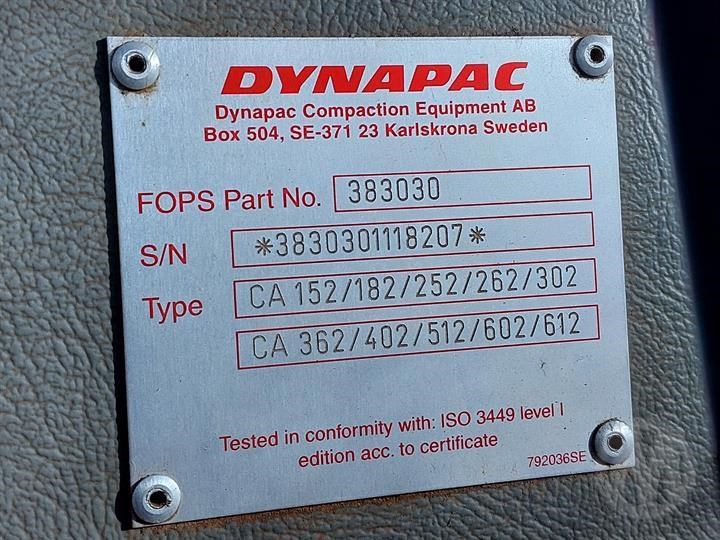 DYNAPAC
Dynapac Compaction Equipment AB
Box 504, SE-371 23 Karlskrona Sweden
FOPS Part No. 383030
S/N *3830301118207*
Type CA 152/182/252/262/302
CA 362/402/512/602/612
Tested in conformity with: ISO 3449 level I
edition acc. to certificate
792036SE